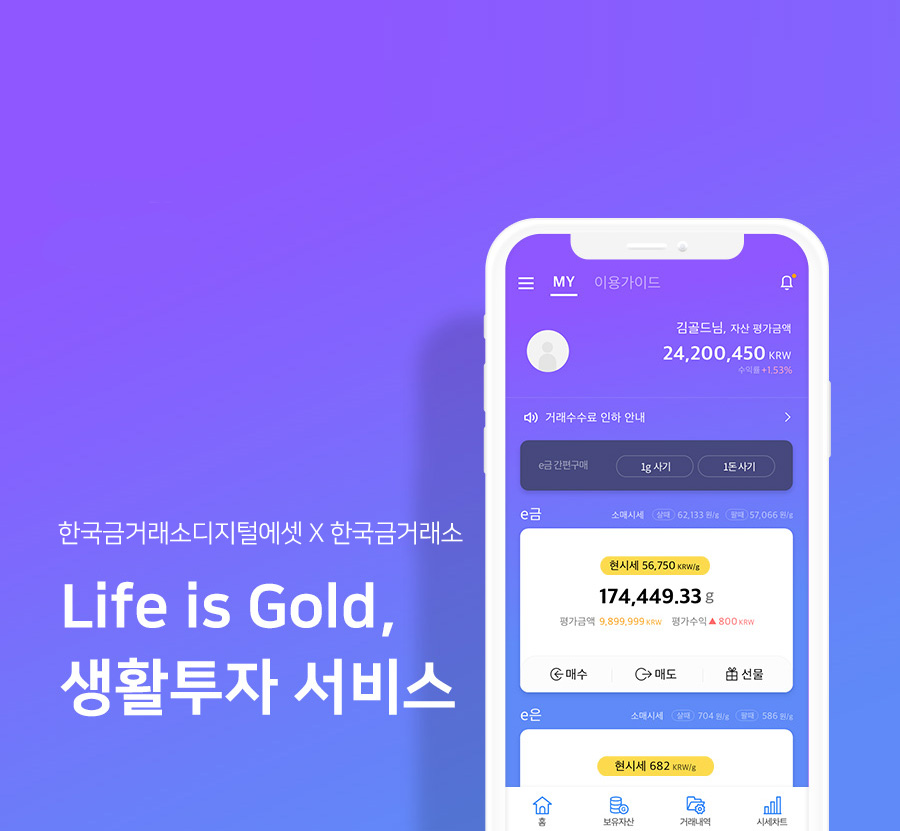 한국금거래소디지털에셋 X 한국금거래소
Life is Gold,
생활투자 서비스
MY 이용가이드
김골드님, 자산 평가금액
24,200,450 KRW
수익률 +1.53%
거래수수료 인하 안내
e금 간편구매 1g 사기 1돈 사기
e금 소매시세 살때 62,133 원/g 팔때 57,066 원/g
현시세 56,750 KRW/g
174,449.33 g
평가금액 9,899,999 KRW 평가수익 ▲ 800 KRW
매수 매도 선물
e은 소매시세 살때 704 원/g 팔때 586 원/g
현시세 682 KRW/g
홈 보유자산 거래내역 시세차트